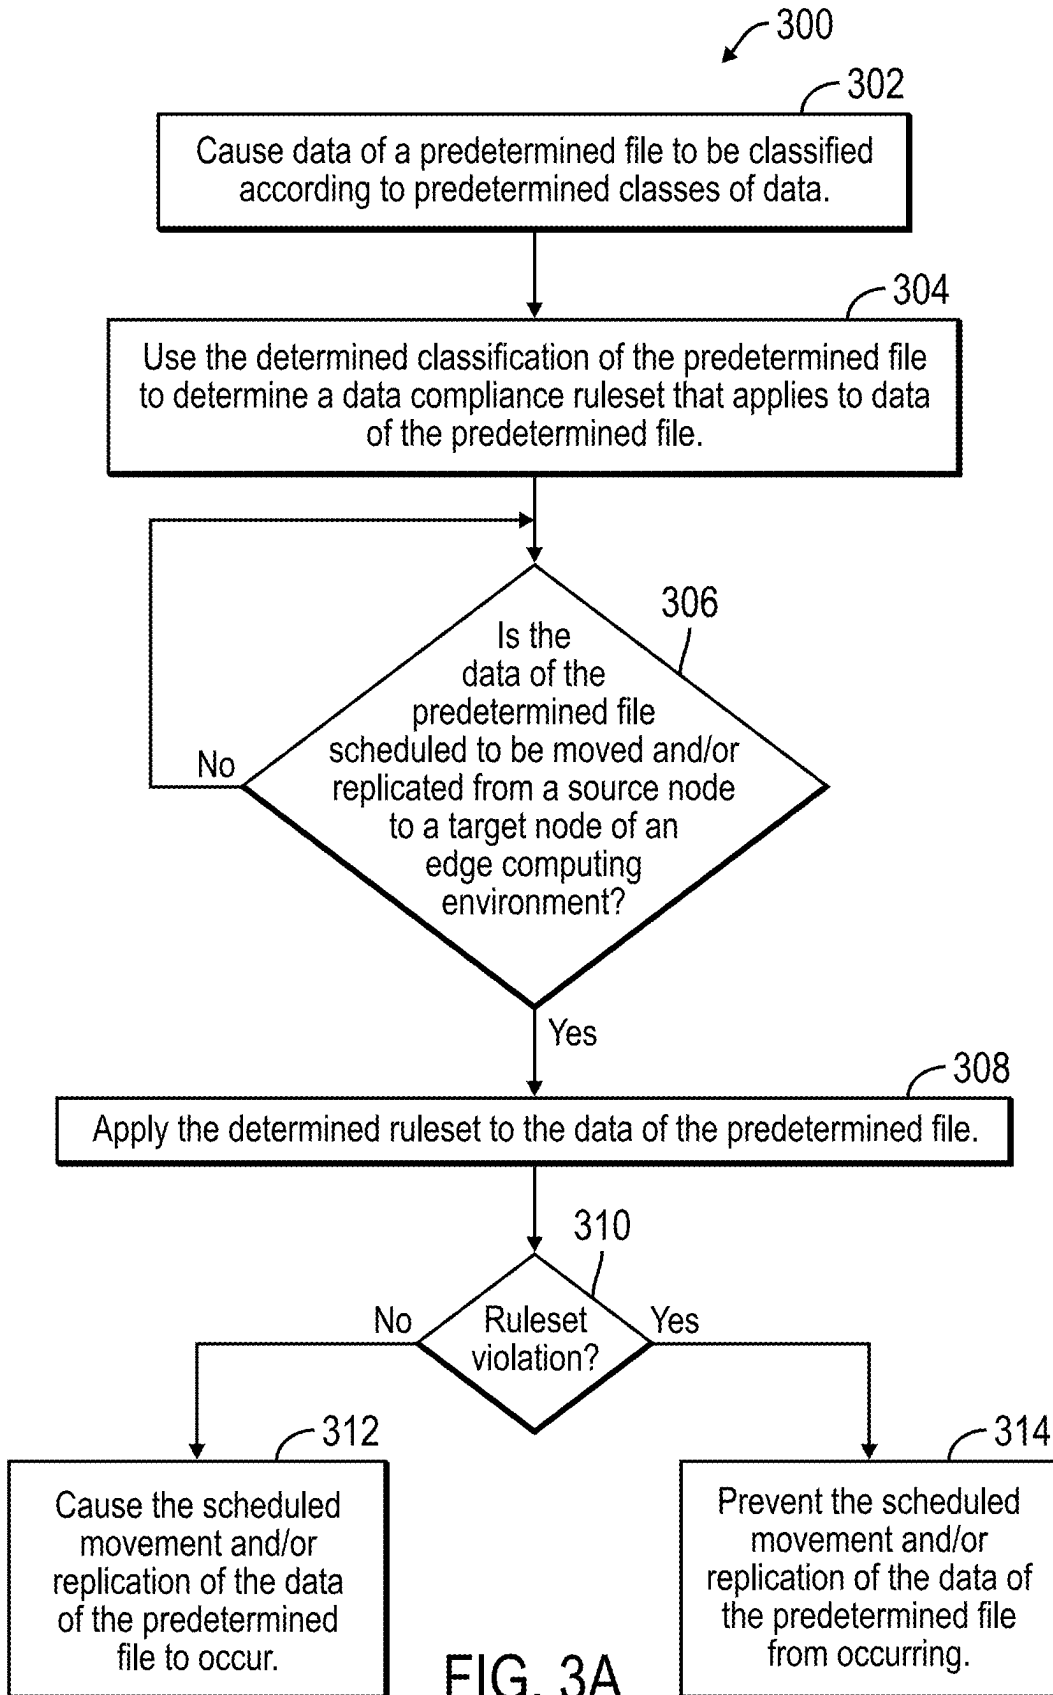 300
302
Cause data of a predetermined file to be classified
according to predetermined classes of data.
304
Use the determined classification of the predetermined file
to determine a data compliance ruleset that applies to data
of the predetermined file.
306
Is the
data of the
predetermined file
scheduled to be moved and/or
replicated from a source node
to a target node of an
edge computing
environment?
No
Yes
308
Apply the determined ruleset to the data of the predetermined file.
310
Ruleset
violation?
No
Yes
312
Cause the scheduled
movement and/or
replication of the data
of the predetermined
file to occur.
314
Prevent the scheduled
movement and/or
replication of the data of
the predetermined file
from occurring.
FIG. 3A